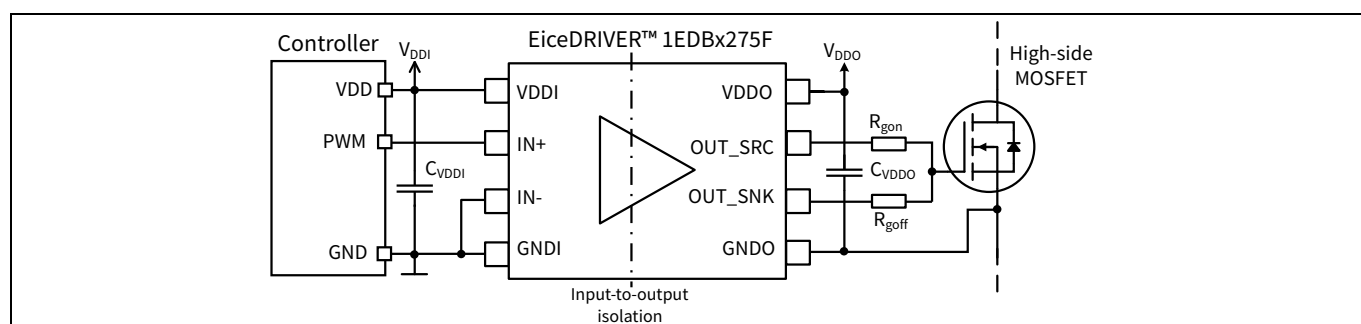 Controller
EiceDRIVER™ 1EDBx275F
VDDI
VDDO
High-side
MOSFET
VDD
VDDI
VDDO
Rgon
PWM
IN+
OUT_SRC
CVDDI
CVDDO
IN-
OUT_SNK
Rgoff
GND
GNDI
GNDO
Input-to-output
isolation